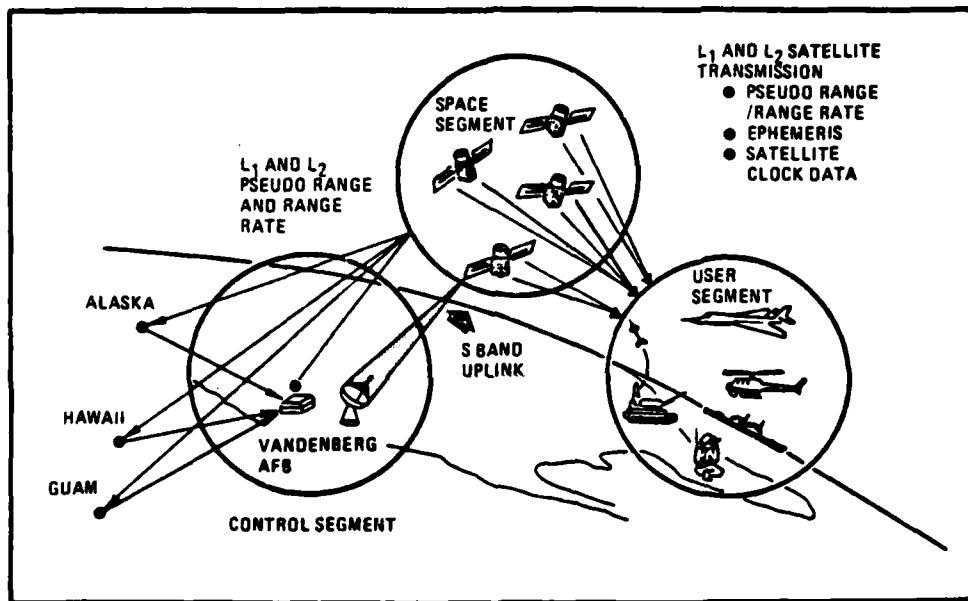 L1 AND L2 SATELLITE
TRANSMISSION
● PSEUDO RANGE
/RANGE RATE
● EPHEMERIS
● SATELLITE
CLOCK DATA
SPACE
SEGMENT
L1 AND L2
PSEUDO RANGE
AND RANGE
RATE
USER
SEGMENT
ALASKA
S BAND
UPLINK
HAWAII
VANDENBERG
AFB
GUAM
CONTROL SEGMENT